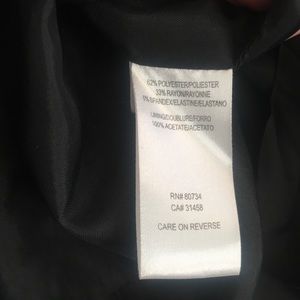 62% POLYESTER/POLIESTER
33% RAYON/RAYONNE
5% SPANDEX/ELASTINE/ELASTANO
LINING/DOUBLURE/FORRO
100% ACETATE/ACETATO
RN# 80734
CA# 31458
CARE ON REVERSE